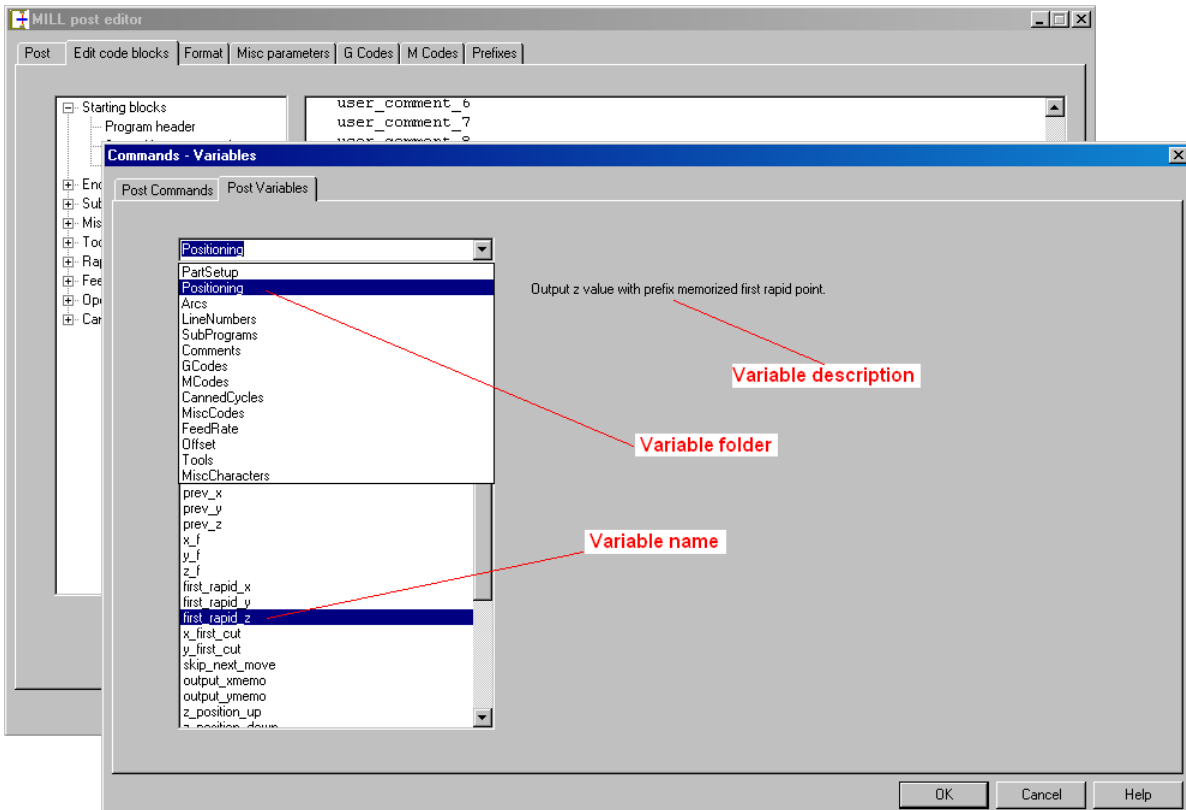 MILL post editor
Post Edit code blocks Format Misc parameters G Codes M Codes Prefixes
Starting blocks
Program header
user_comment_6
user_comment_7
Commands - Variables
Post Commands Post Variables
Positioning
PartSetup
Positioning
Arcs
LineNumbers
SubPrograms
Comments
GCodes
MCodes
CannedCycles
MiscCodes
FeedRate
Offset
Tools
MiscCharacters
prev_x
prev_y
prev_z
x_f
y_f
z_f
first_rapid_x
first_rapid_y
first_rapid_z
x_first_cut
y_first_cut
skip_next_move
output_xmemo
output_ymemo
z_position_up
Output z value with prefix memorized first rapid point.
Variable description
Variable folder
Variable name
OK Cancel Help